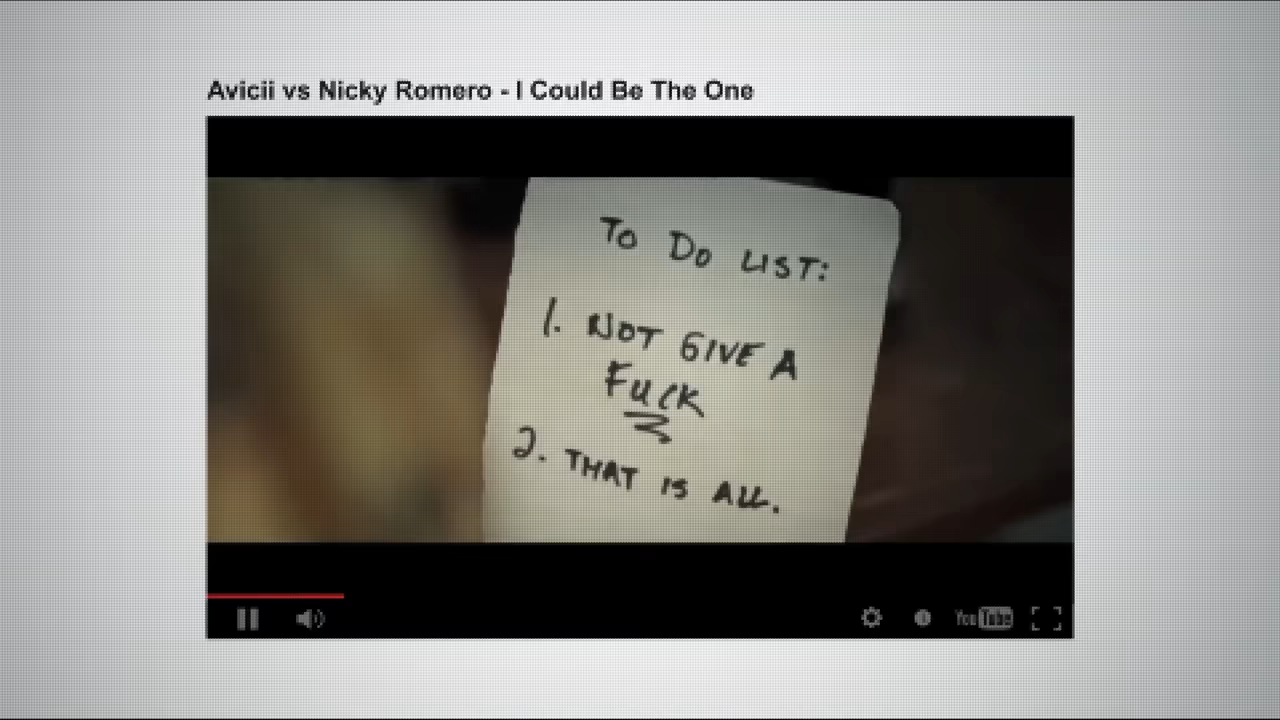 Avicii vs Nicky Romero - I Could Be The One
TO DO LIST:
1. NOT GIVE A
FUCK
2. THAT IS ALL.
YouTube